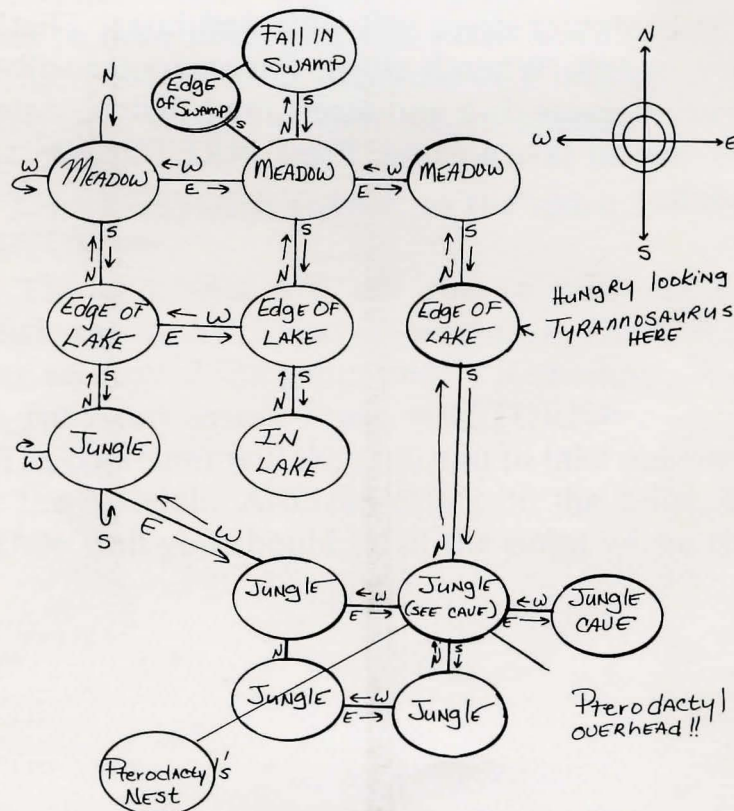 FALL IN
SWAMP
Edge
of SWAMP
S
N
S
N
N
W
E
S
W
MEADOW
W
E
MEADOW
W
E
MEADOW
S
N
S
N
S
N
Edge OF
LAKE
W
E
Edge OF
LAKE
Edge OF
LAKE
HUNGRY looking
TYRANNOSAURUS
HERE
S
N
S
N
S
W
JUNGLE
IN
LAKE
S
W
E
N
JUNGLE
W
E
JUNGLE
(SEE CAVE)
W
E
JUNGLE
CAVE
N
N
S
JUNGLE
W
E
JUNGLE
Pterodactyl
OVERHEAD!!
Pterodactyl's
NEST